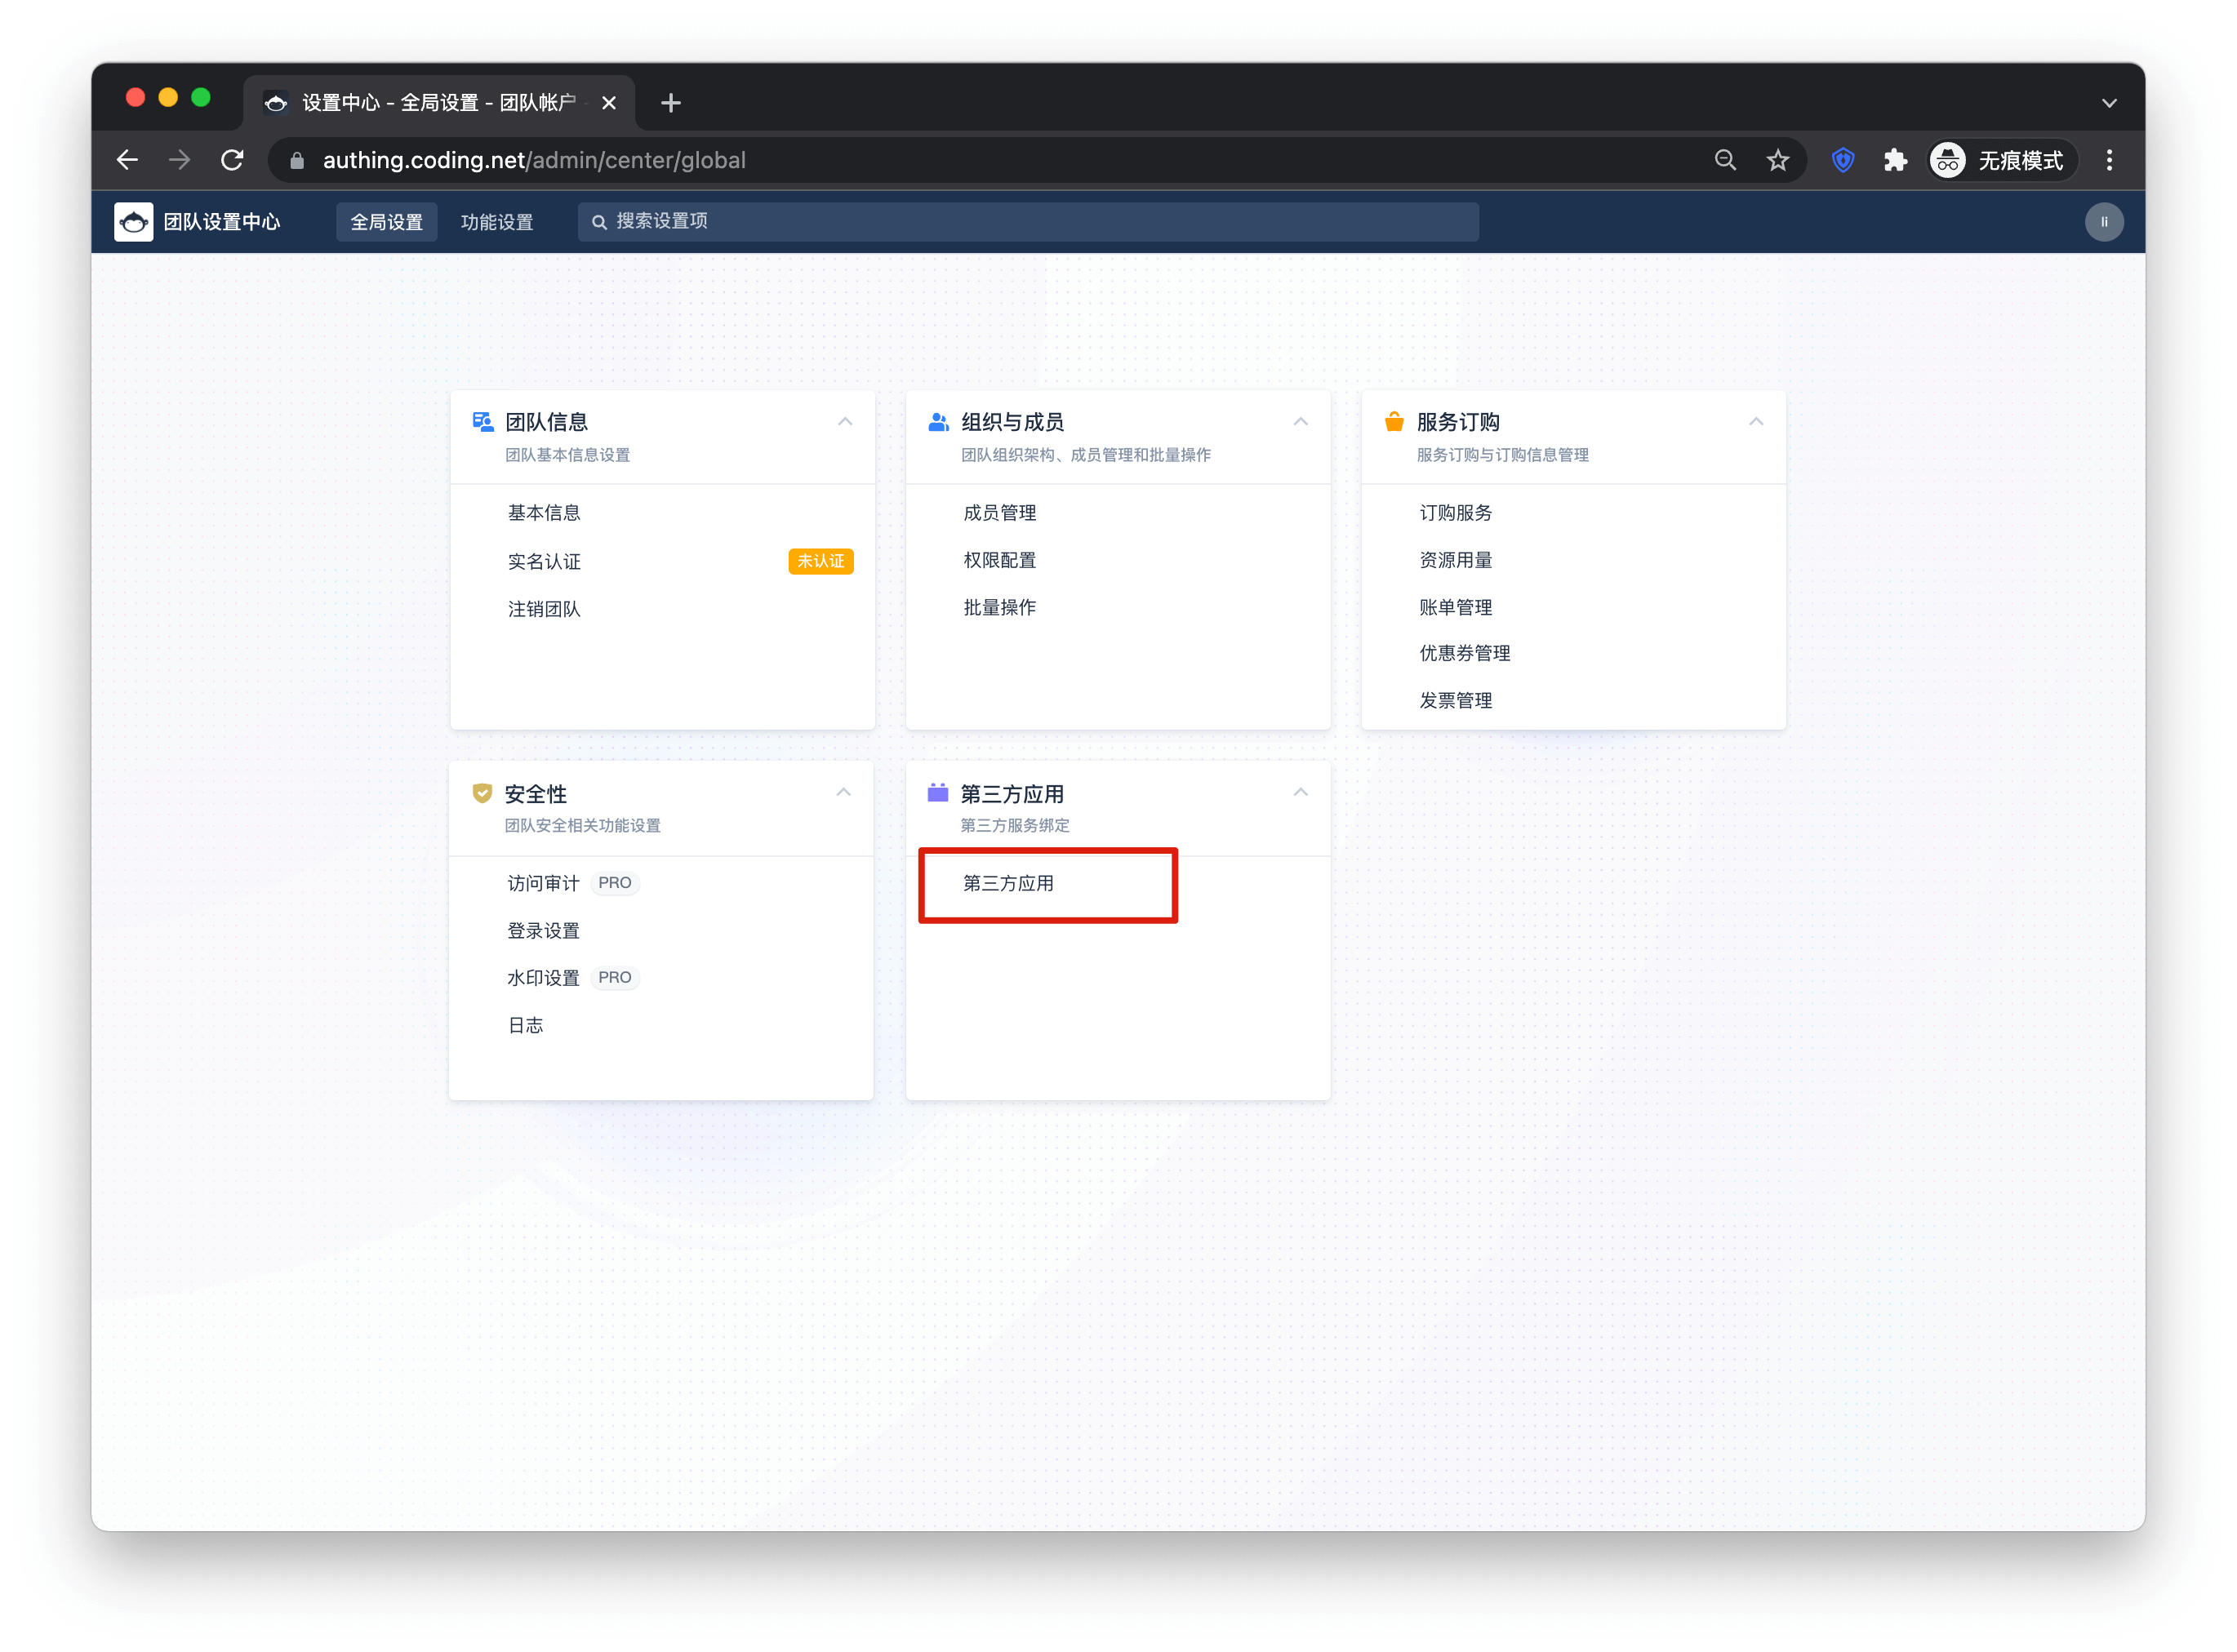 设置中心 - 全局设置 - 团队帐户
authing.coding.net/admin/center/global
无痕模式
团队设置中心
全局设置
功能设置
搜索设置项
li
团队信息
团队基本信息设置
基本信息
实名认证
未认证
注销团队
组织与成员
团队组织架构、成员管理和批量操作
成员管理
权限配置
批量操作
服务订购
服务订购与订购信息管理
订购服务
资源用量
账单管理
优惠券管理
发票管理
安全性
团队安全相关功能设置
访问审计 PRO
登录设置
水印设置 PRO
日志
第三方应用
第三方服务绑定
第三方应用